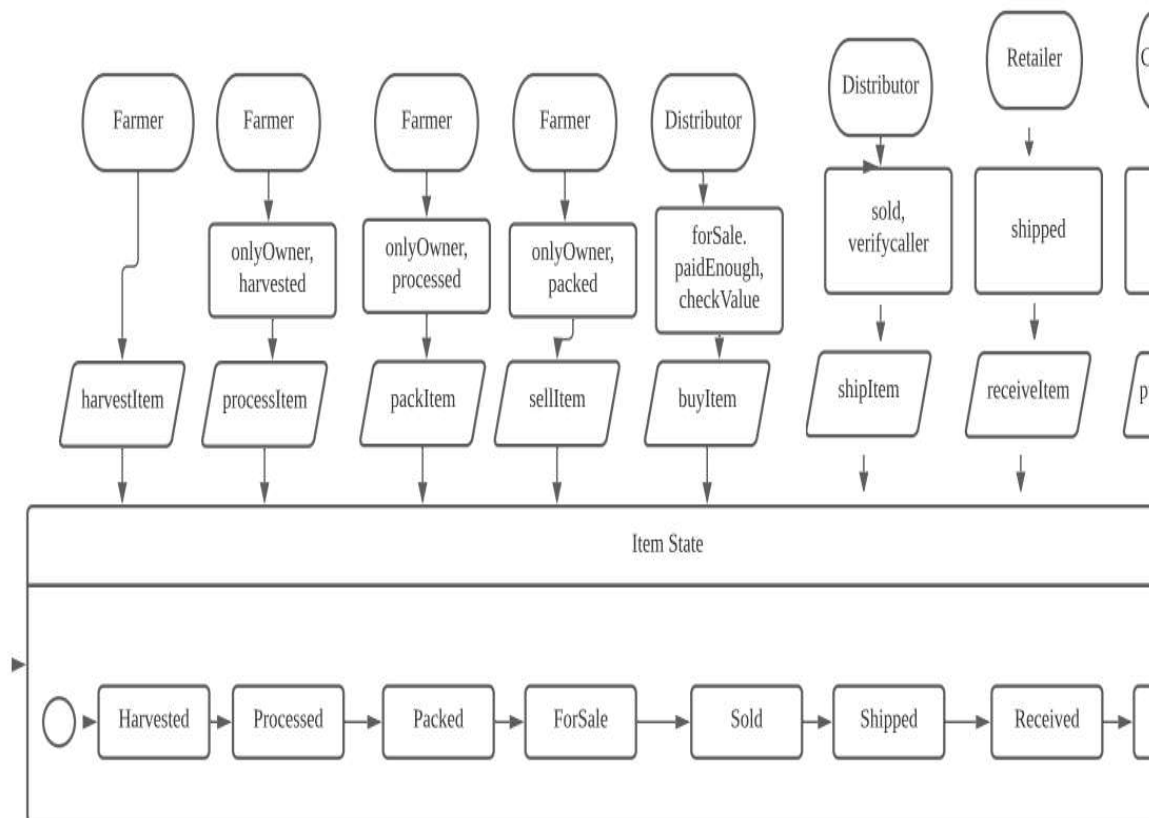 Farmer
Farmer
Farmer
Farmer
Distributor
Distributor
Retailer
onlyOwner,
harvested
onlyOwner,
processed
onlyOwner,
packed
forSale.
paidEnough,
checkValue
sold,
verifycaller
shipped
harvestItem
processItem
packItem
sellItem
buyItem
shipItem
receiveItem
Item State
Harvested
Processed
Packed
ForSale
Sold
Shipped
Received